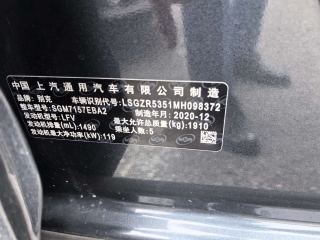 中国上汽通用汽车有限公司制造
品牌: 别克 车辆识别代号: LSGZR5351MH098372
整车型号: SGM7157EBA2 制造年月: 2020-12
发动机型号: LFV 最大允许总质量(kg): 1910
发动机排量(mL): 1490 乘坐人数: 5
发动机最大净功率(kW): 119